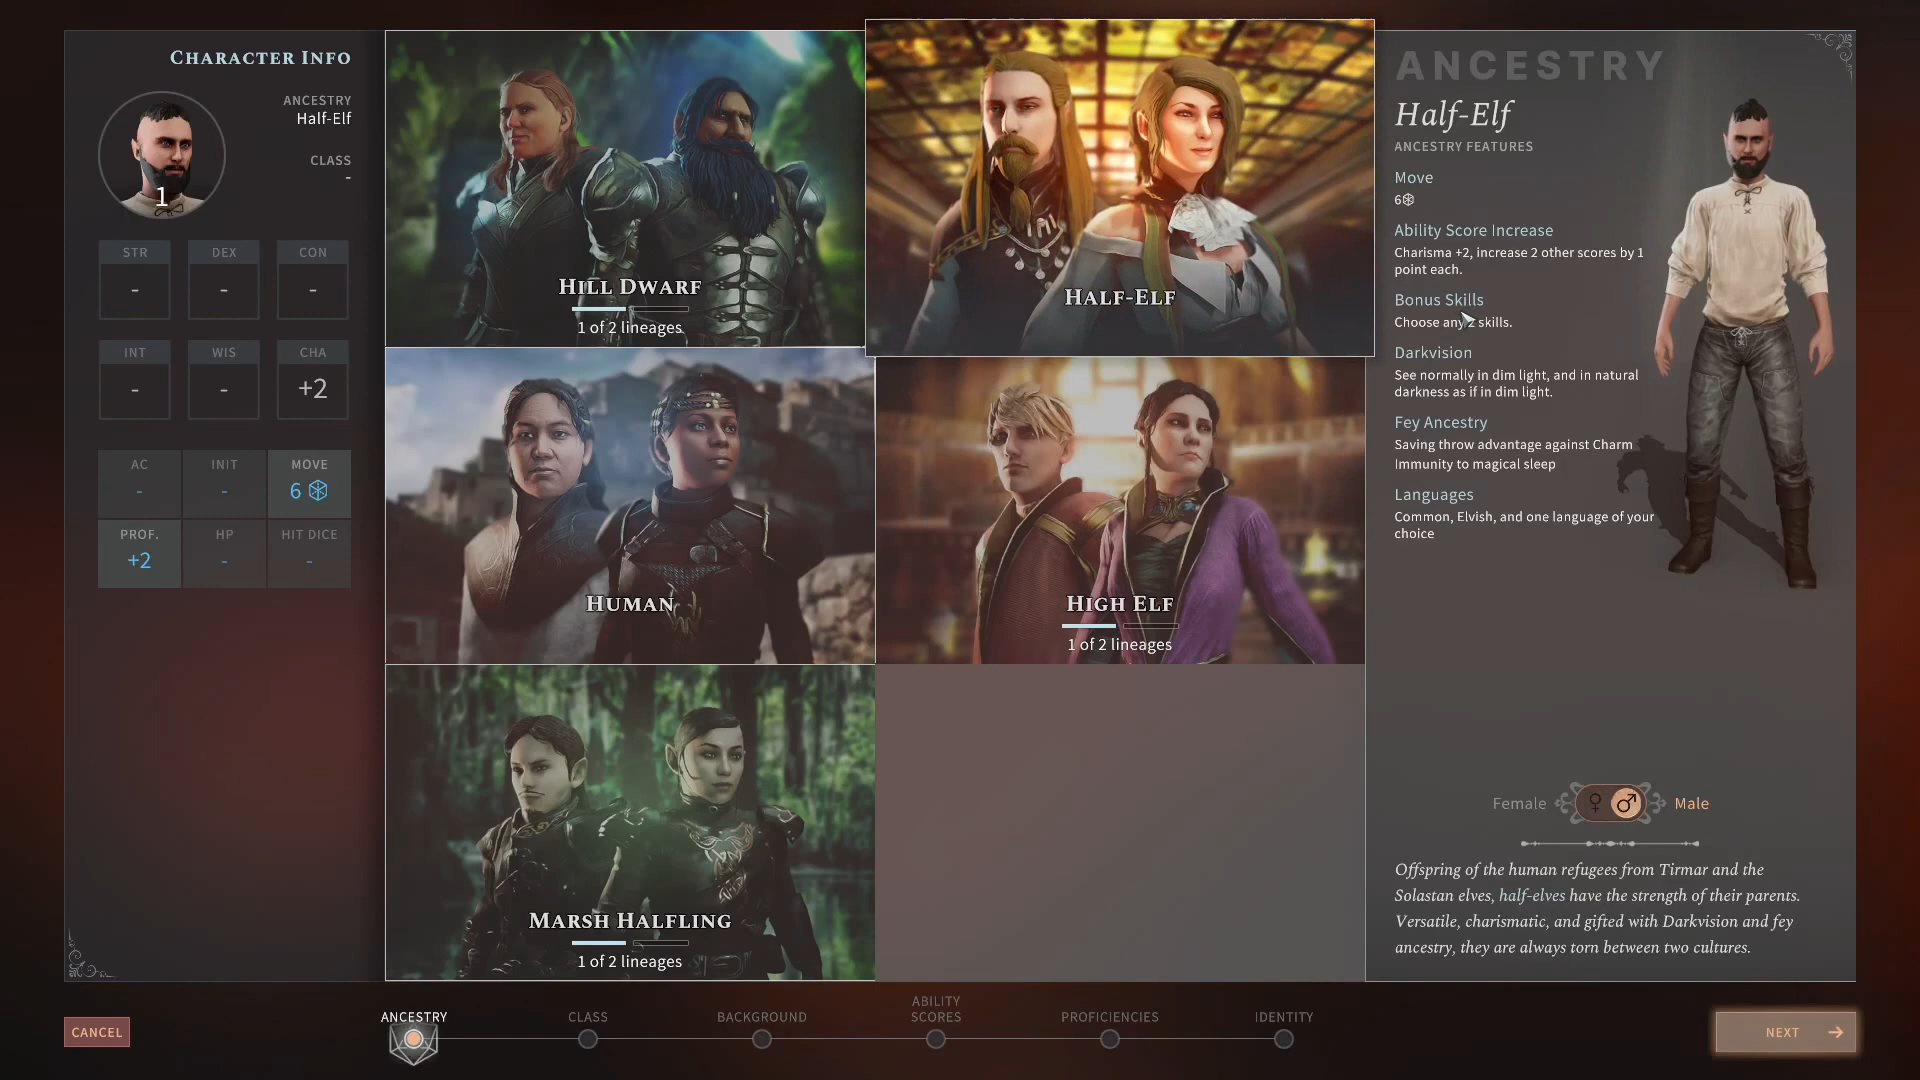 CHARACTER INFO
ANCESTRY
Half-Elf
CLASS
-
1
STR
DEX
CON
-
-
-
INT
WIS
CHA
-
-
+2
AC
INIT
MOVE
-
-
6
PROF.
HP
HIT DICE
+2
-
-
HILL DWARF
1 of 2 lineages
HALF-ELF
HUMAN
HIGH ELF
1 of 2 lineages
MARSH HALFLING
1 of 2 lineages
ANCESTRY
Half-Elf
ANCESTRY FEATURES
Move
6
Ability Score Increase
Charisma +2, increase 2 other scores by 1
point each.
Bonus Skills
Choose any 2 skills.
Darkvision
See normally in dim light, and in natural
darkness as if in dim light.
Fey Ancestry
Saving throw advantage against Charm
Immunity to magical sleep
Languages
Common, Elvish, and one language of your
choice
Female
Male
Offspring of the human refugees from Tirmar and the
Solastan elves, half-elves have the strength of their parents.
Versatile, charismatic, and gifted with Darkvision and fey
ancestry, they are always torn between two cultures.
CANCEL
ANCESTRY
CLASS
BACKGROUND
ABILITY
SCORES
PROFICIENCIES
IDENTITY
NEXT